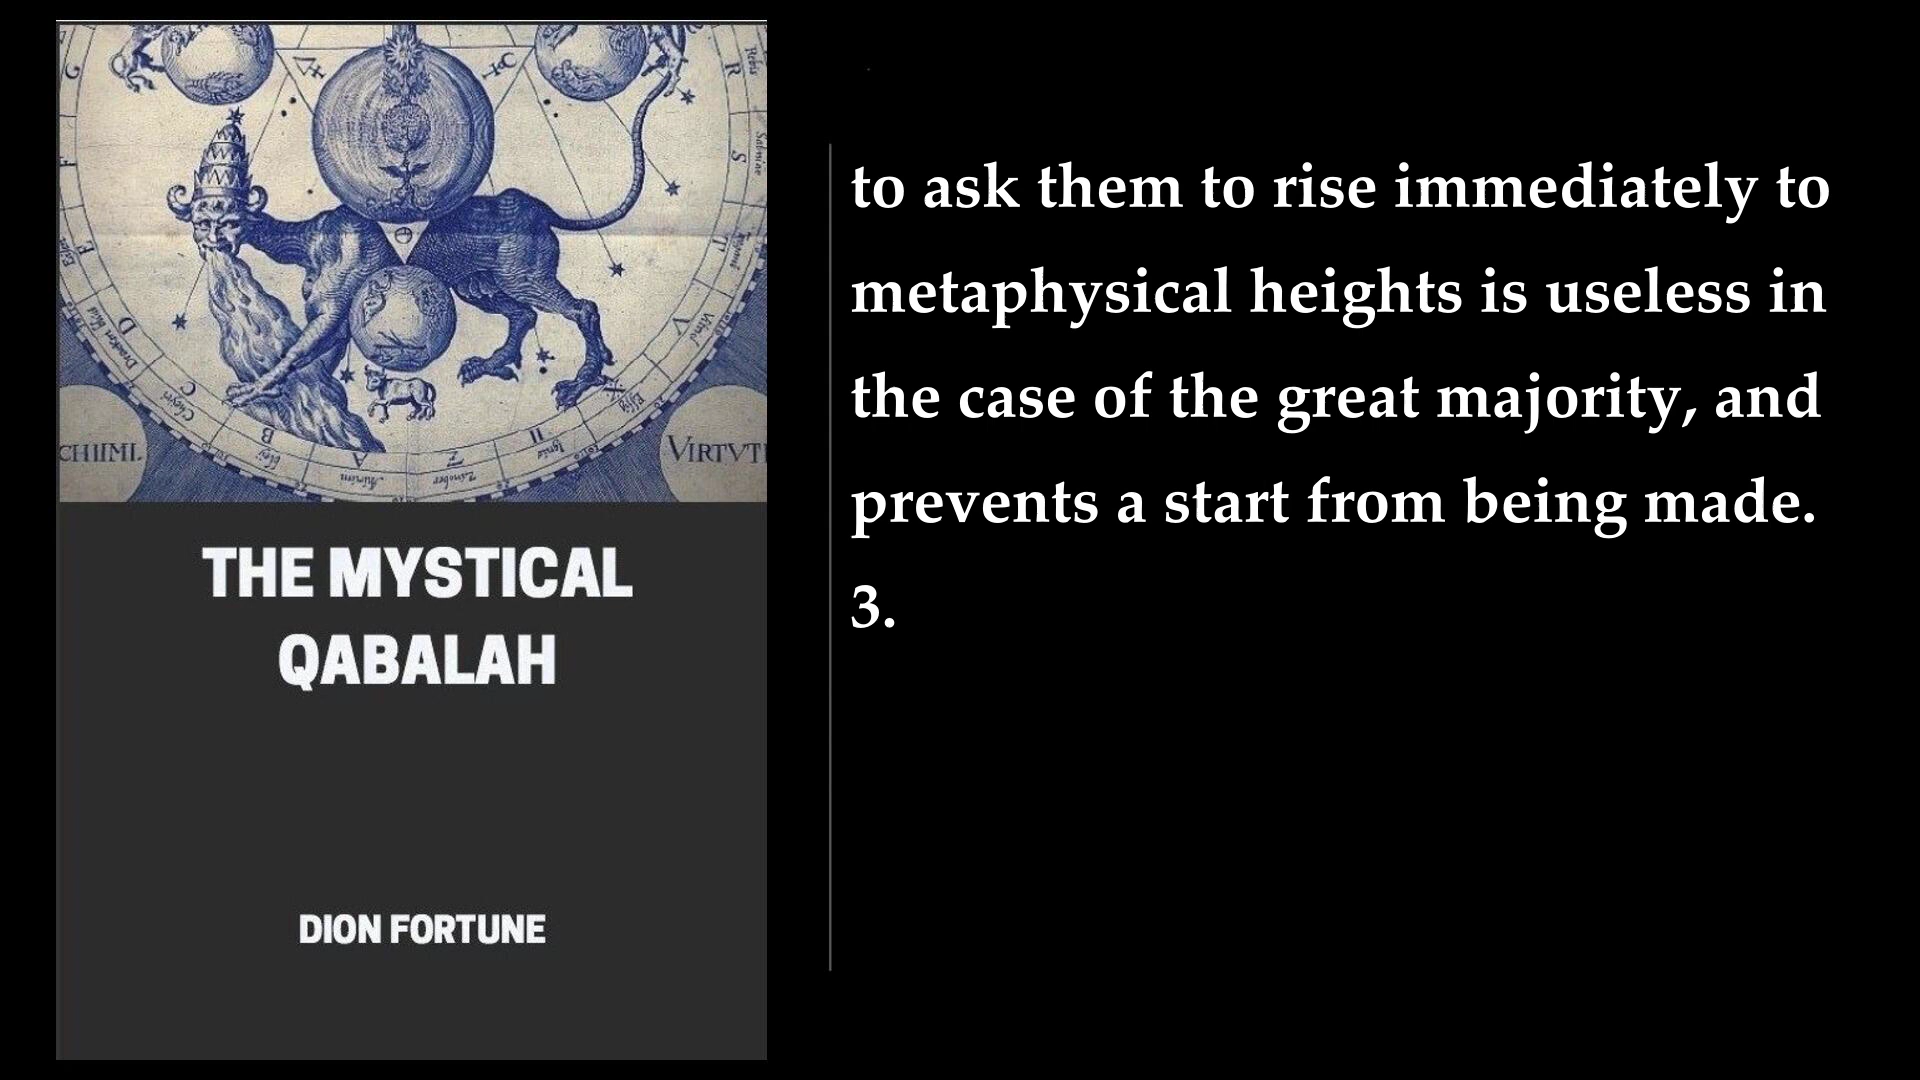 THE MYSTICAL
QABALAH
DION FORTUNE
CHIIMI.
VIRTVTI
to ask them to rise immediately to
metaphysical heights is useless in
the case of the great majority, and
prevents a start from being made.
3.